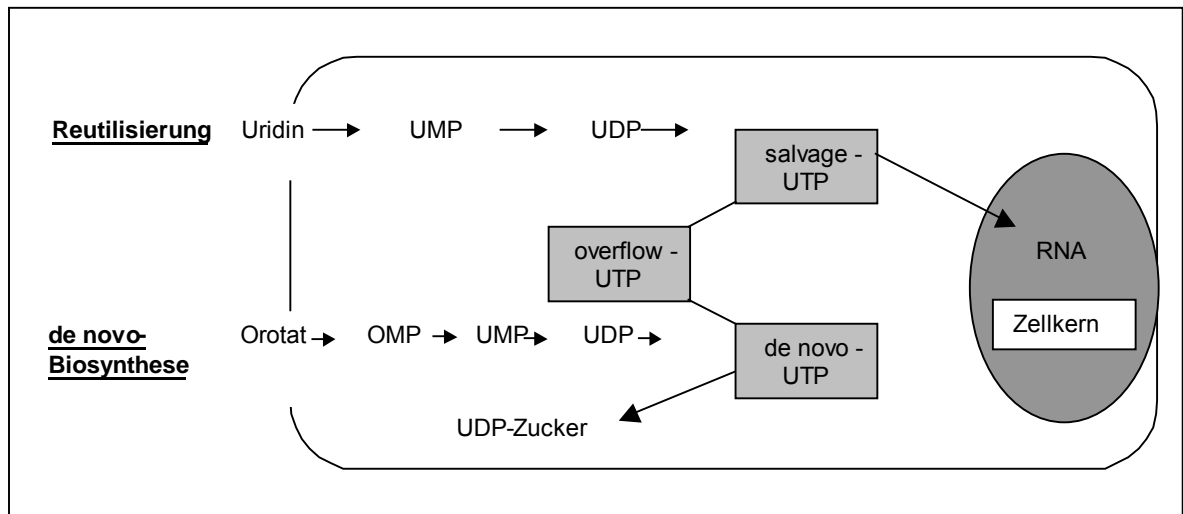 Reutilisierung Uridin UMP UDP
salvage -
UTP
overflow -
UTP
RNA
Zellkern
de novo-
Biosynthese
Orotat OMP UMP UDP
de novo -
UTP
UDP-Zucker